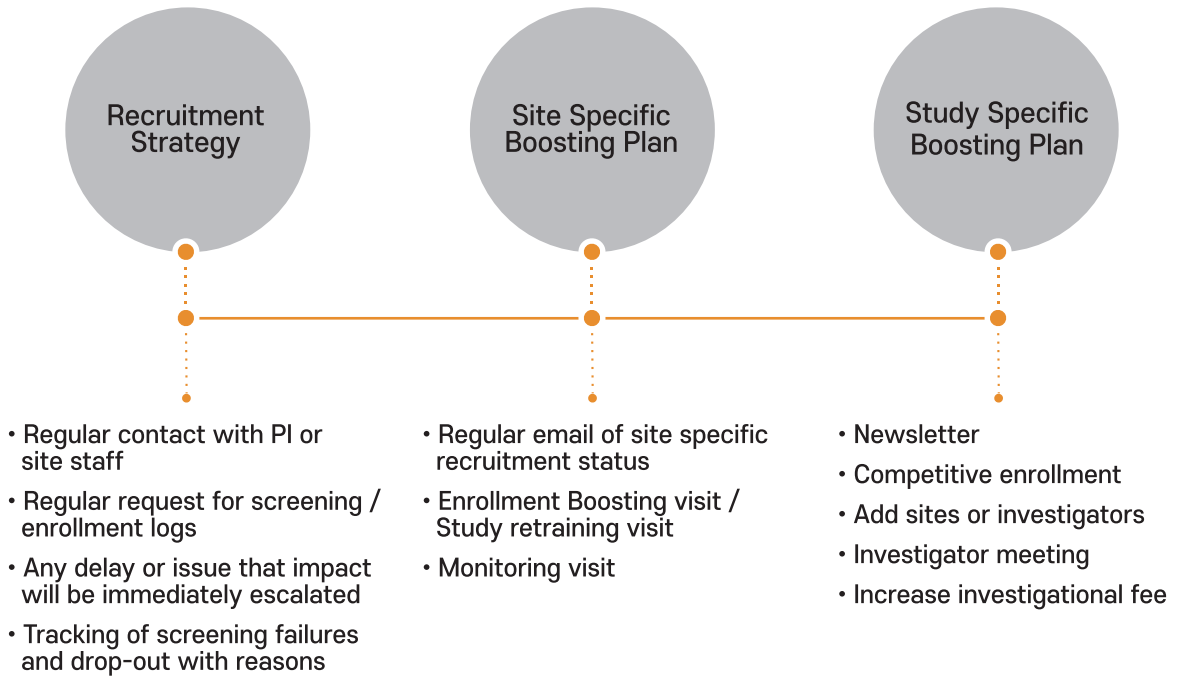 Recruitment
Strategy
Site Specific
Boosting Plan
Study Specific
Boosting Plan
• Regular contact with PI or
site staff
• Regular request for screening /
enrollment logs
• Any delay or issue that impact
will be immediately escalated
• Tracking of screening failures
and drop-out with reasons
• Regular email of site specific
recruitment status
• Enrollment Boosting visit /
Study retraining visit
• Monitoring visit
• Newsletter
• Competitive enrollment
• Add sites or investigators
• Investigator meeting
• Increase investigational fee